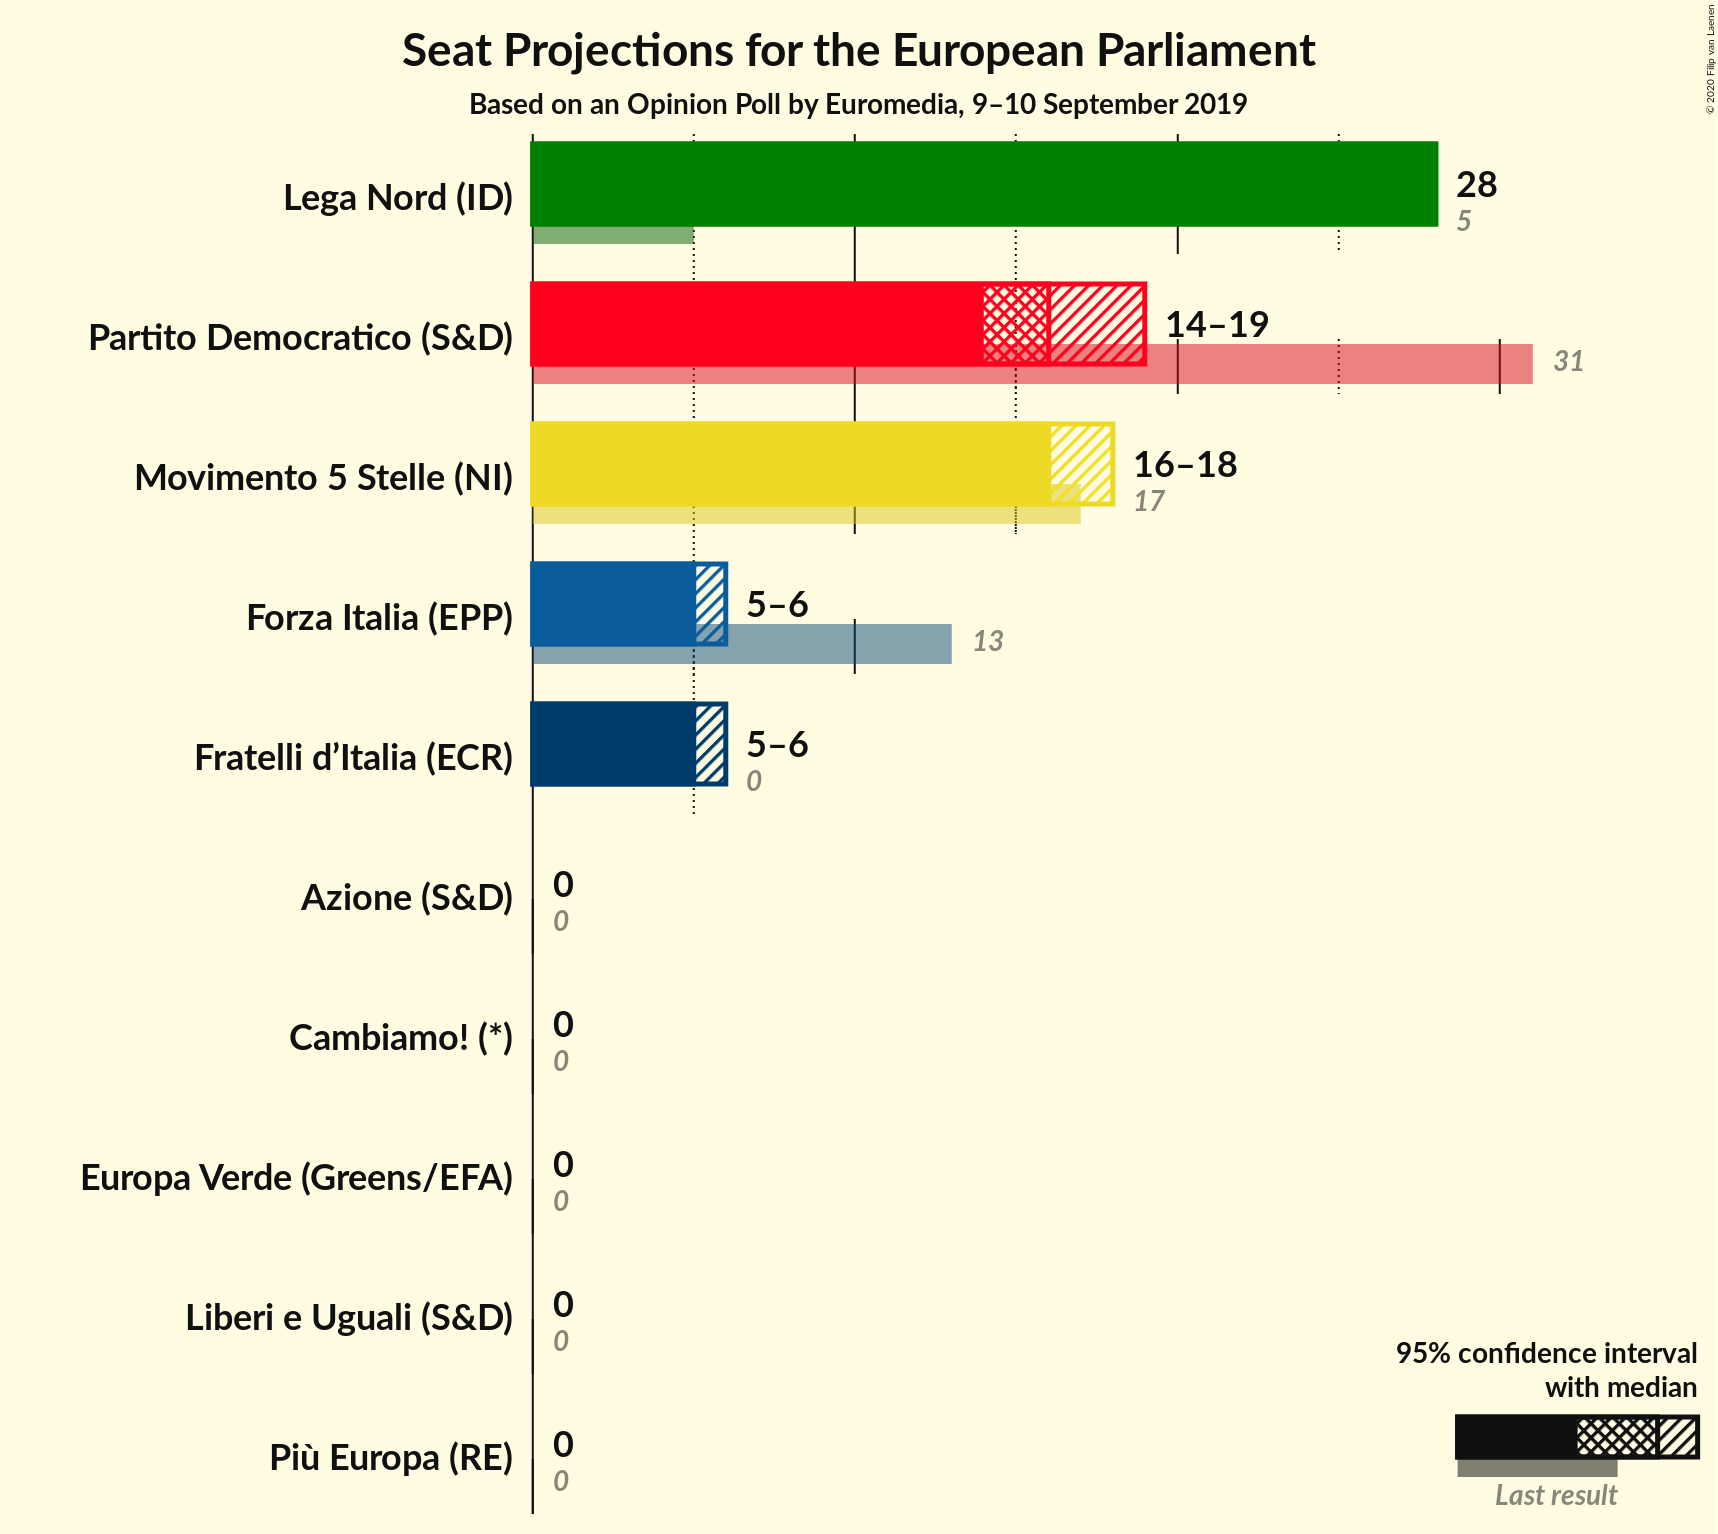 Seat Projections for the European Parliament
Based on an Opinion Poll by Euromedia, 9–10 September 2019
© 2020 Filip van Laenen
Lega Nord (ID)
28
5
Partito Democratico (S&D)
14–19
31
Movimento 5 Stelle (NI)
16–18
17
Forza Italia (EPP)
5–6
13
Fratelli d’Italia (ECR)
5–6
0
Azione (S&D)
0
0
Cambiamo! (*)
0
0
Europa Verde (Greens/EFA)
0
0
Liberi e Uguali (S&D)
0
0
Più Europa (RE)
0
0
95% confidence interval
with median
Last result